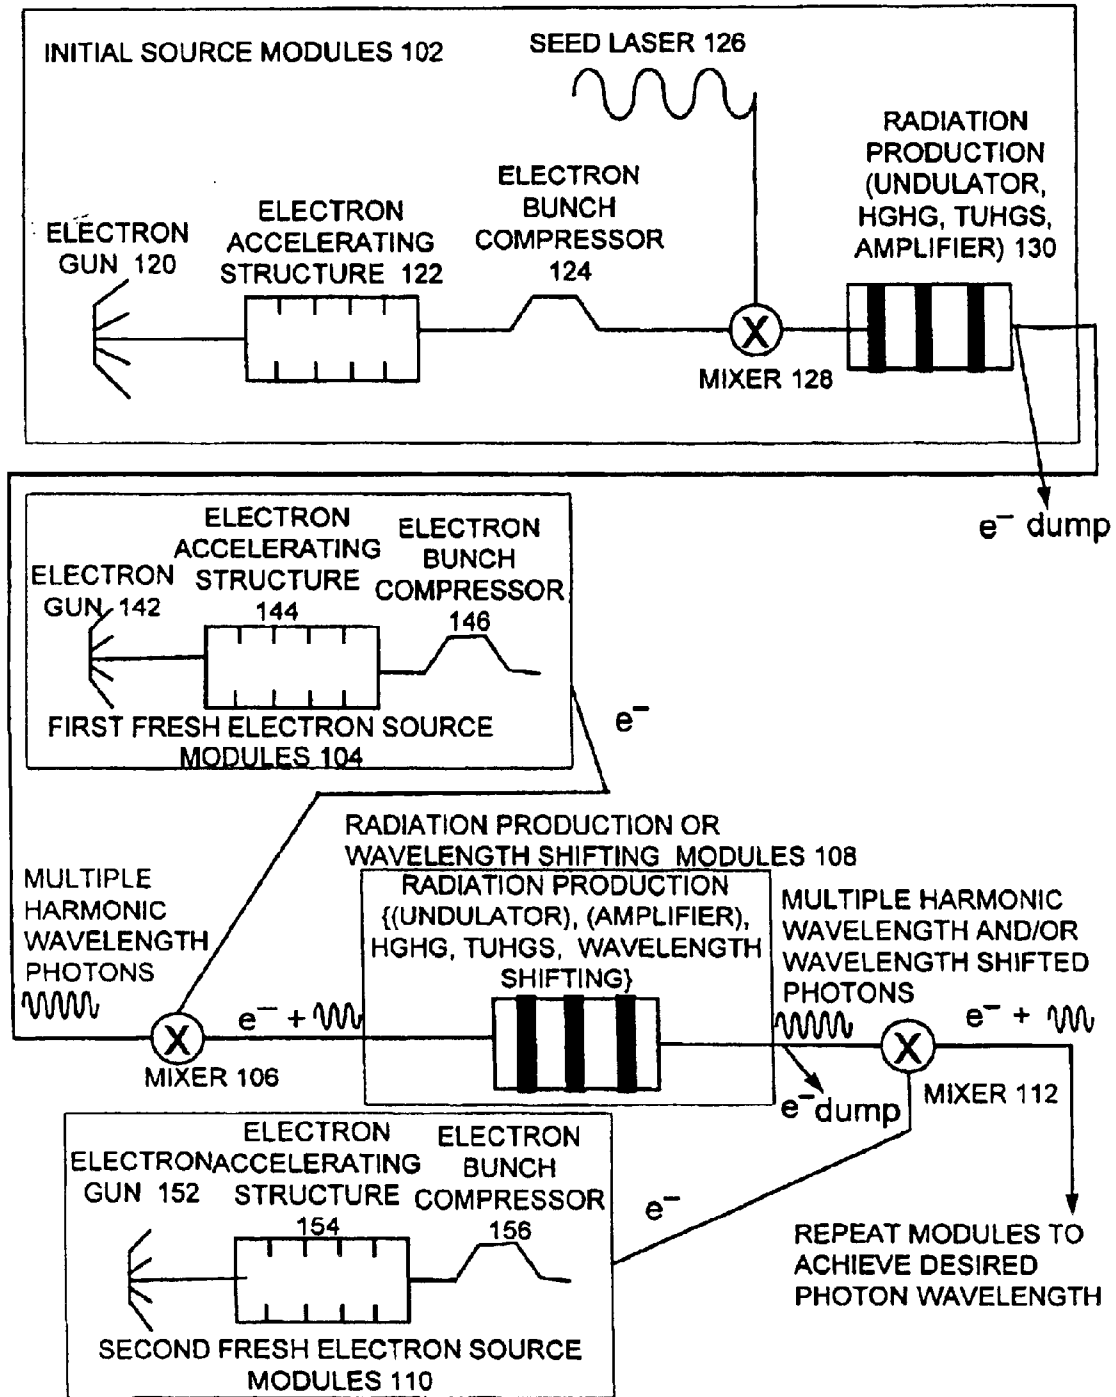 INITIAL SOURCE MODULES 102
SEED LASER 126
RADIATION
PRODUCTION
(UNDULATOR,
HGHG, TUHGS,
AMPLIFIER) 130
ELECTRON
BUNCH
COMPRESSOR
124
ELECTRON
ACCELERATING
STRUCTURE 122
ELECTRON
GUN 120
X
MIXER 128
e⁻ dump
ELECTRON
ACCELERATING
STRUCTURE
144
ELECTRON
BUNCH
COMPRESSOR
146
ELECTRON
GUN 142
FIRST FRESH ELECTRON SOURCE
MODULES 104
e⁻
RADIATION PRODUCTION OR
WAVELENGTH SHIFTING MODULES 108
MULTIPLE
HARMONIC
WAVELENGTH
PHOTONS
RADIATION PRODUCTION
{(UNDULATOR), (AMPLIFIER),
HGHG, TUHGS, WAVELENGTH
SHIFTING}
MULTIPLE HARMONIC
WAVELENGTH AND/OR
WAVELENGTH SHIFTED
PHOTONS
X
MIXER 106
e⁻ +
X
e⁻ +
MIXER 112
e⁻ dump
ELECTRON
ACCELERATING
STRUCTURE
154
ELECTRON
BUNCH
COMPRESSOR
156
ELECTRON
GUN 152
e⁻
SECOND FRESH ELECTRON SOURCE
MODULES 110
REPEAT MODULES TO
ACHIEVE DESIRED
PHOTON WAVELENGTH